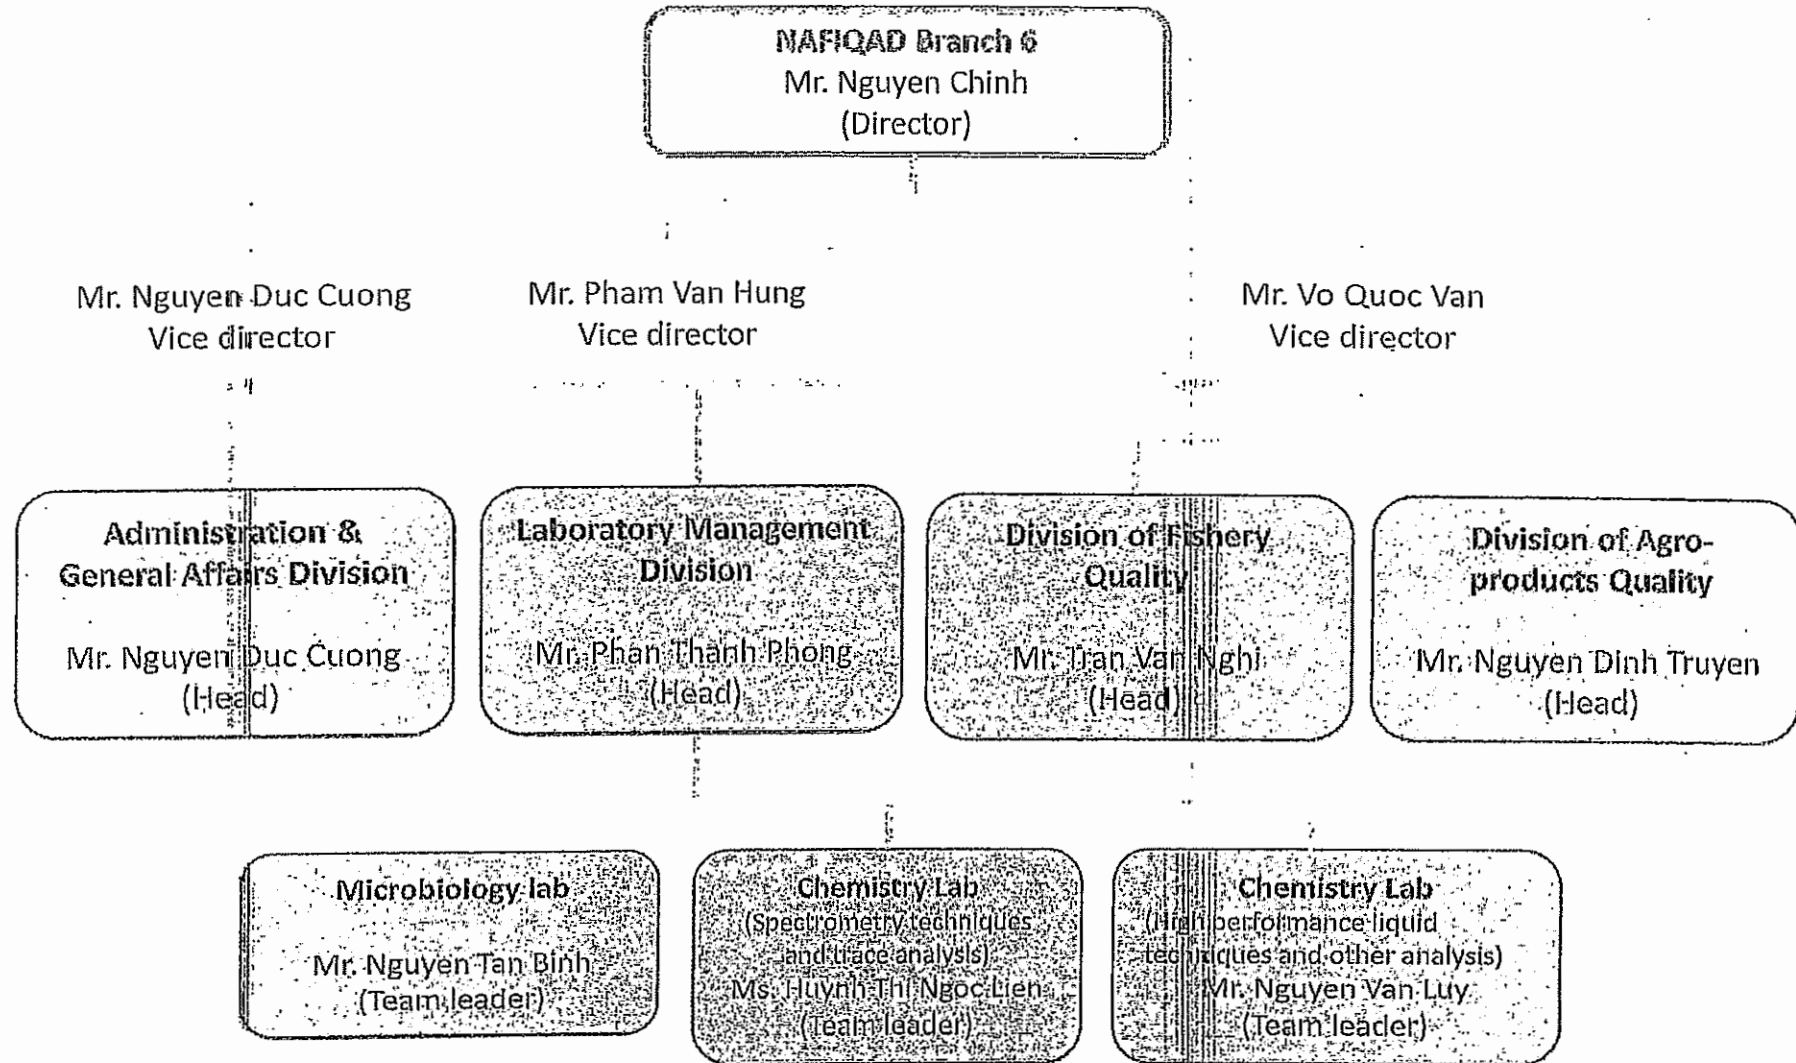 NAFIQAD Branch 6
Mr. Nguyen Chinh
(Director)
Mr. Nguyen Duc Cuong
Vice director
Mr. Pham Van Hung
Vice director
Mr. Vo Quoc Van
Vice director
Administration &
General Affairs Division
Mr. Nguyen Duc Cuong
(Head)
Laboratory Management
Division
Mr. Phan Thanh Phong
(Head)
Division of Fishery
Quality
Mr. Tran Van Nghi
(Head)
Division of Agro-
products Quality
Mr. Nguyen Dinh Truyen
(Head)
Microbiology lab
Mr. Nguyen Tan Binh
(Team leader)
Chemistry Lab
(Spectrometry techniques
and trace analysis)
Ms. Huynh Thi Ngoc Lien
(Team leader)
Chemistry Lab
(High performance liquid
techniques and other analysis)
Mr. Nguyen Van Luy
(Team leader)